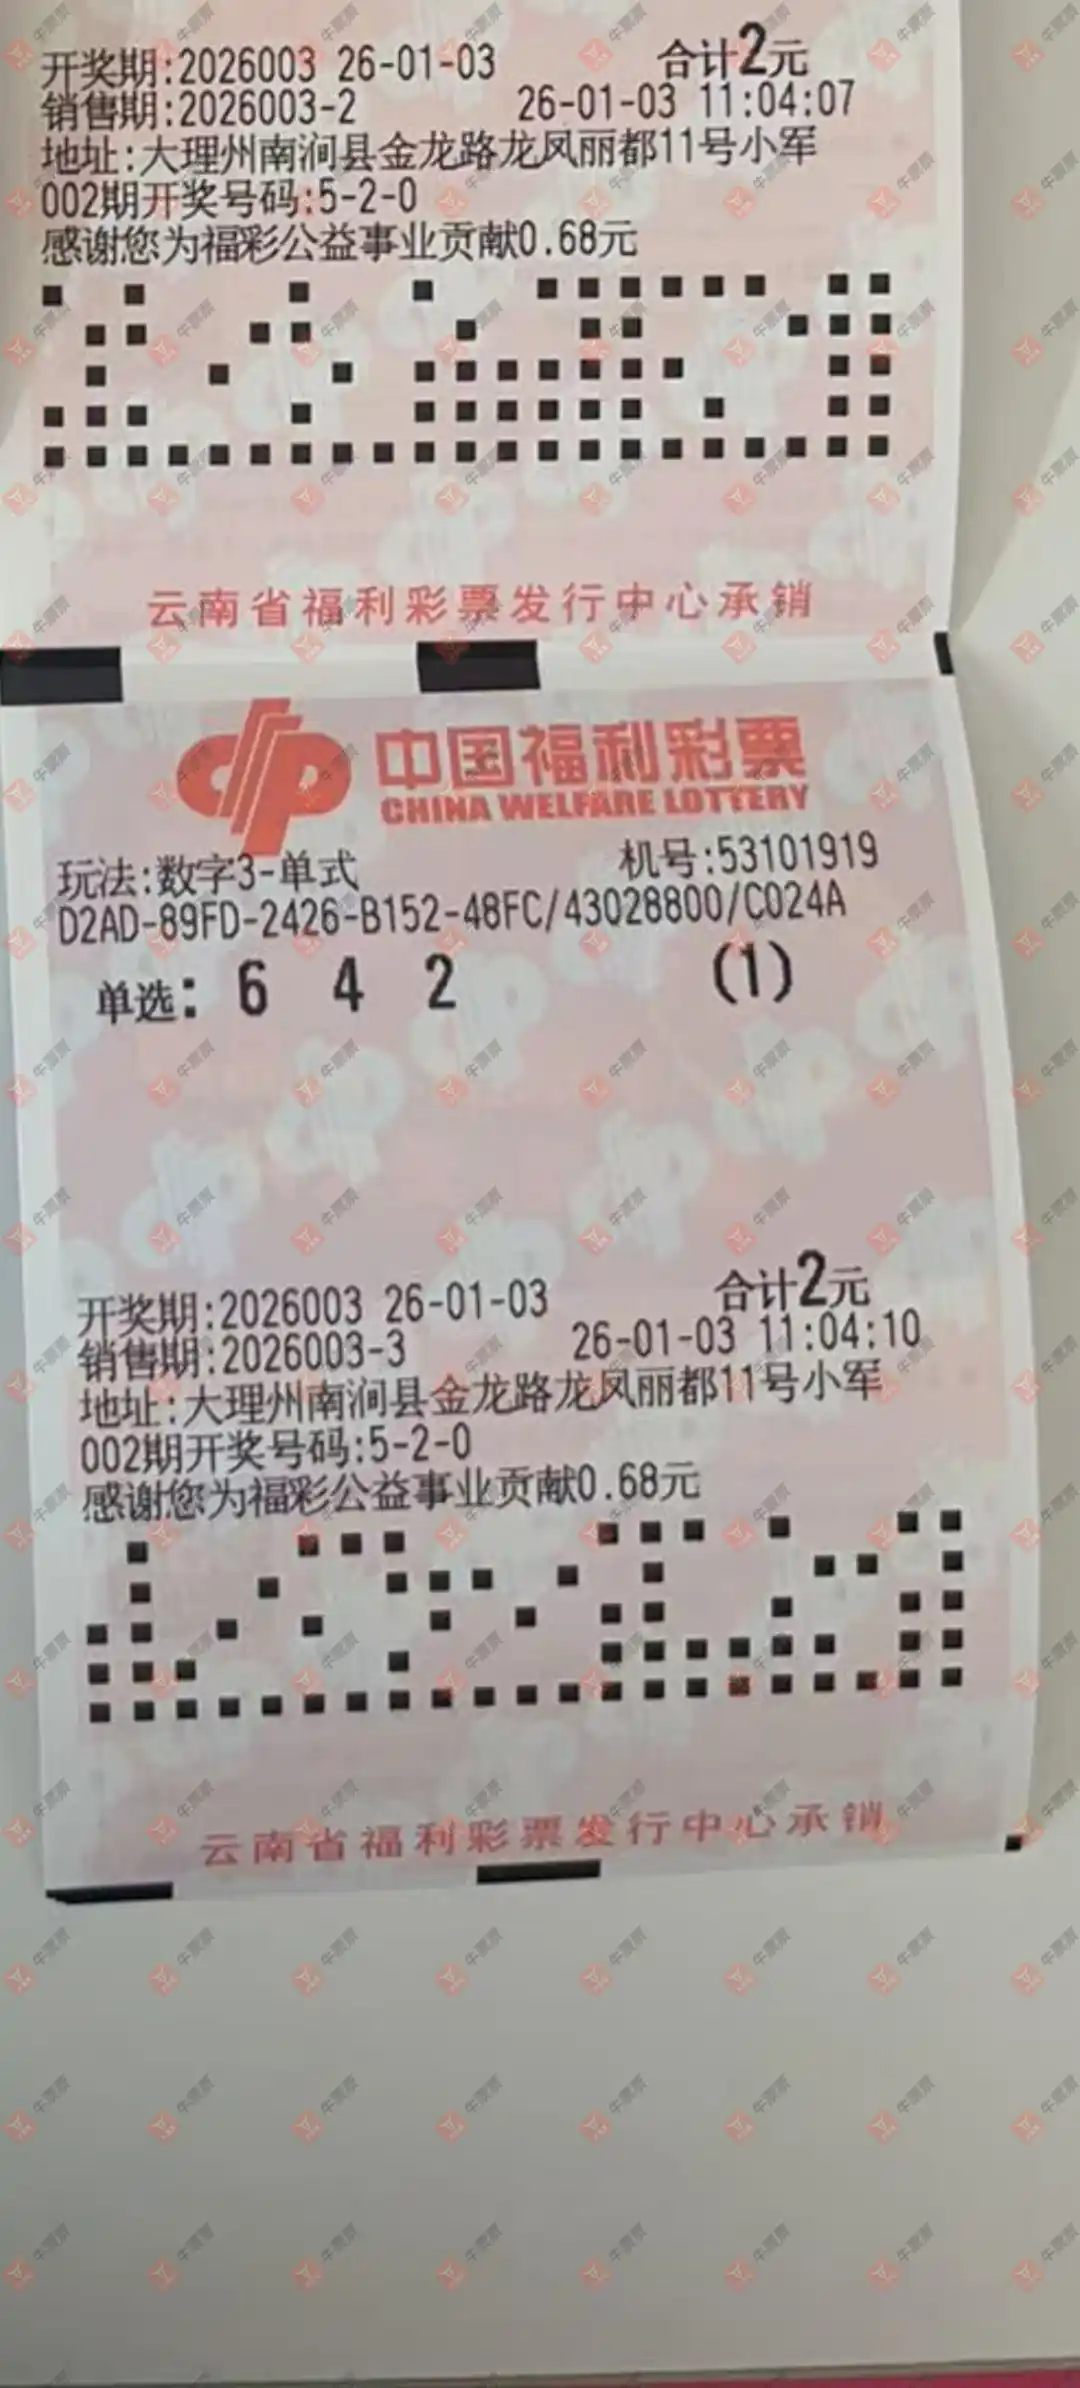 开奖期:2026003 26-01-03 合计2元
销售期:2026003-2 26-01-03 11:04:07
地址:大理州南涧县金龙路龙凤丽都11号小军
002期开奖号码:5-2-0
感谢您为福彩公益事业贡献0.68元
云南省福利彩票发行中心承销
中国福利彩票
CHINA WELFARE LOTTERY
玩法:数字3-单式 机号:53101919
D2AD-89FD-2426-B152-48FC/43028800/C024A
单选: 6 4 2 (1)
开奖期:2026003 26-01-03 合计2元
销售期:2026003-3 26-01-03 11:04:10
地址:大理州南涧县金龙路龙凤丽都11号小军
002期开奖号码:5-2-0
感谢您为福彩公益事业贡献0.68元
云南省福利彩票发行中心承销